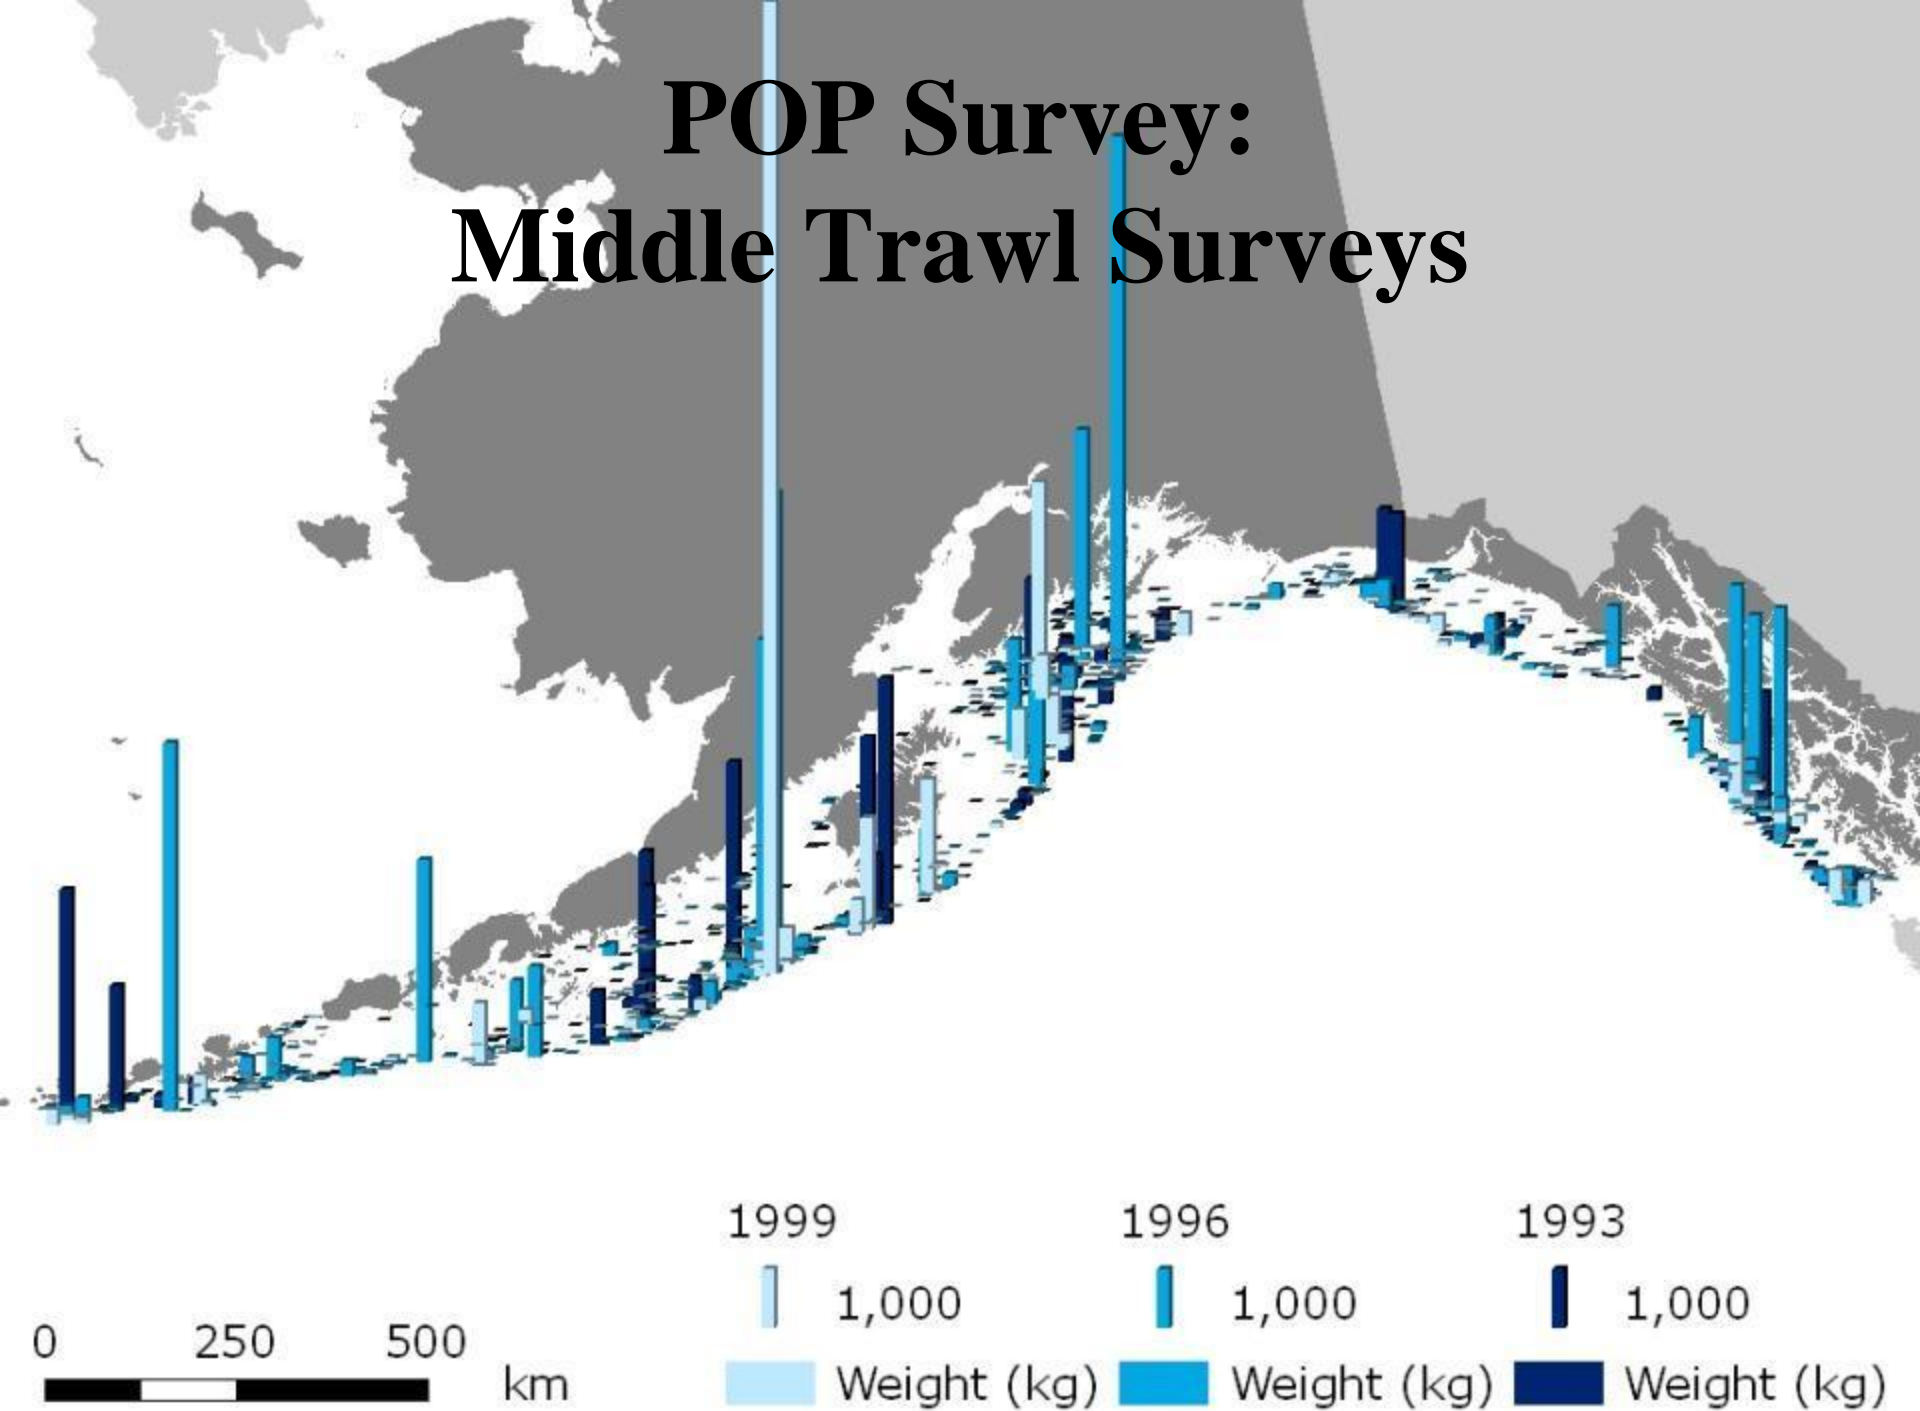 POP Survey:
Middle Trawl Surveys
1999 1996 1993
1,000 1,000 1,000
0 250 500 km
Weight (kg) Weight (kg) Weight (kg)